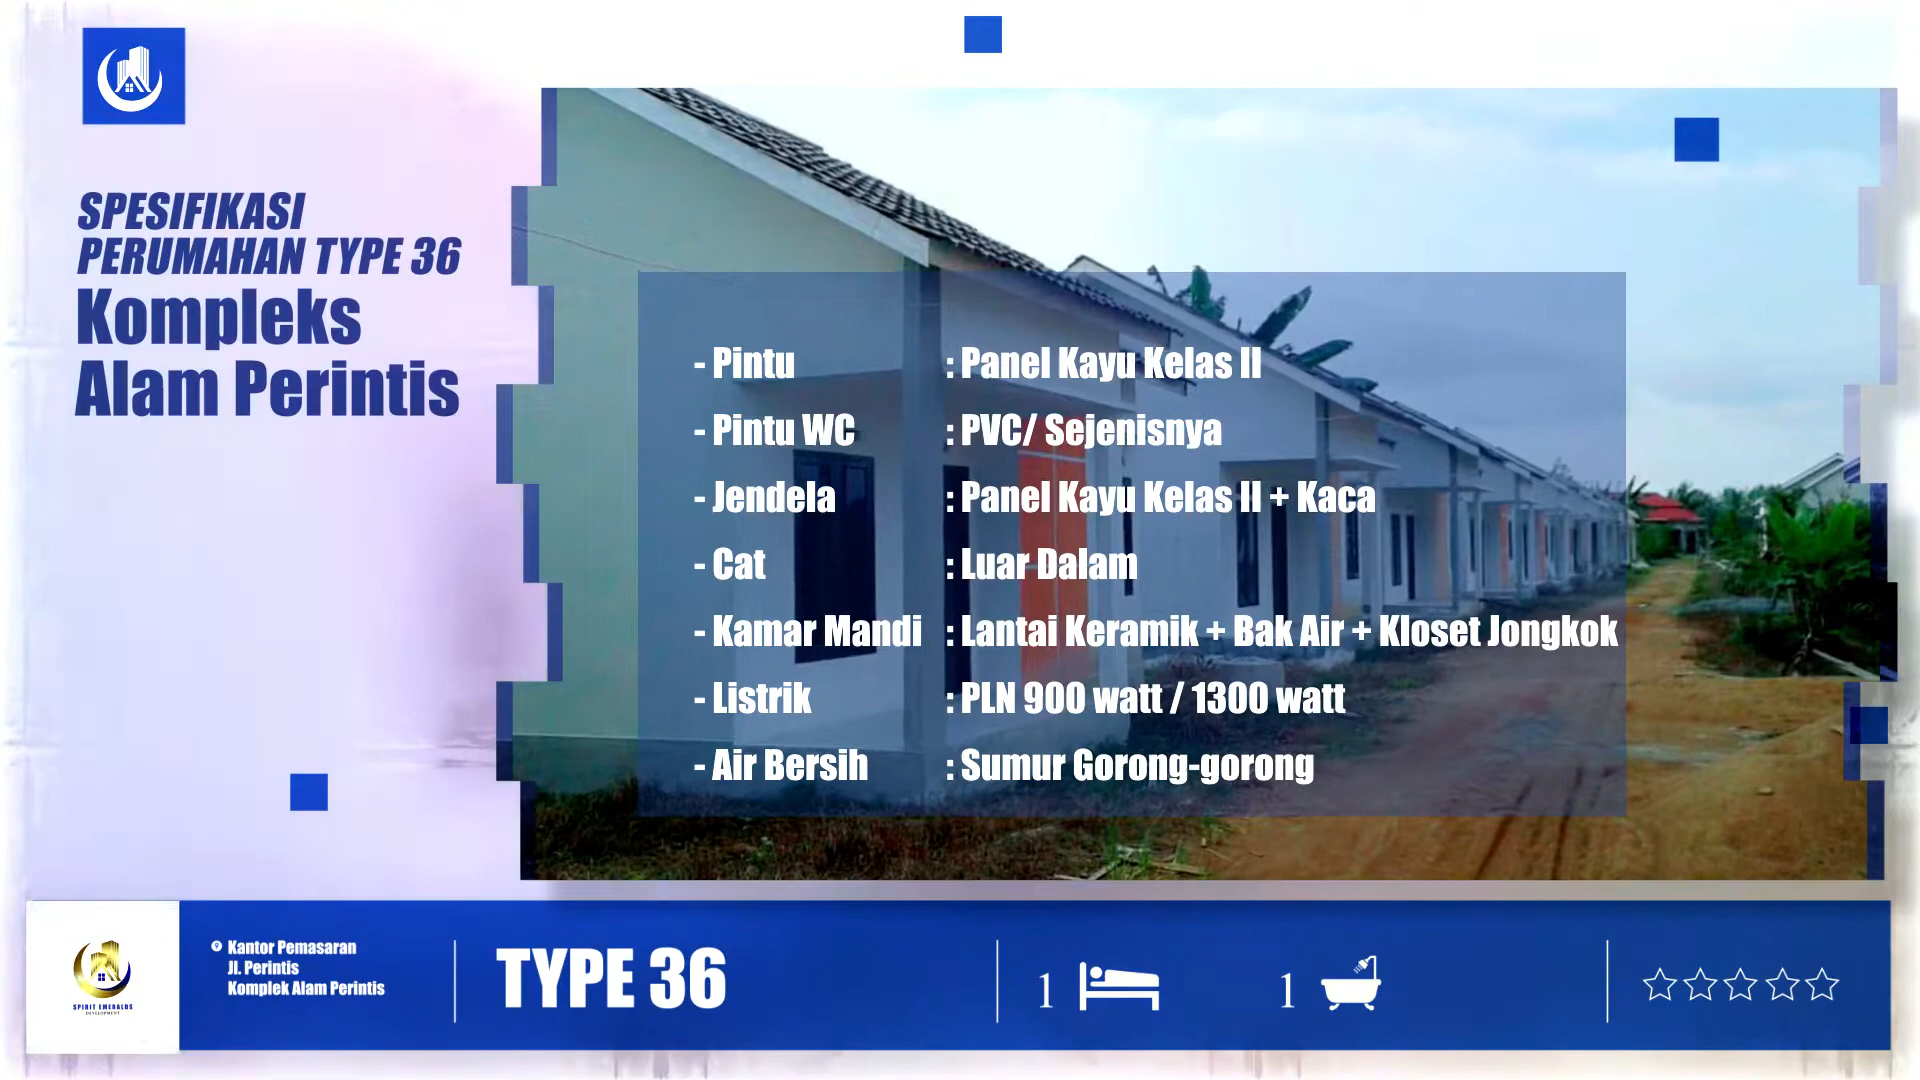 SPESIFIKASI
PERUMAHAN TYPE 36
Kompleks
Alam Perintis
- Pintu : Panel Kayu Kelas II
- Pintu WC : PVC/ Sejenisnya
- Jendela : Panel Kayu Kelas II + Kaca
- Cat : Luar Dalam
- Kamar Mandi : Lantai Keramik + Bak Air + Kloset Jongkok
- Listrik : PLN 900 watt / 1300 watt
- Air Bersih : Sumur Gorong-gorong
SPIRIT EMERALDS
DEVELOPMENT
Kantor Pemasaran
Jl. Perintis
Komplek Alam Perintis
TYPE 36
1
1